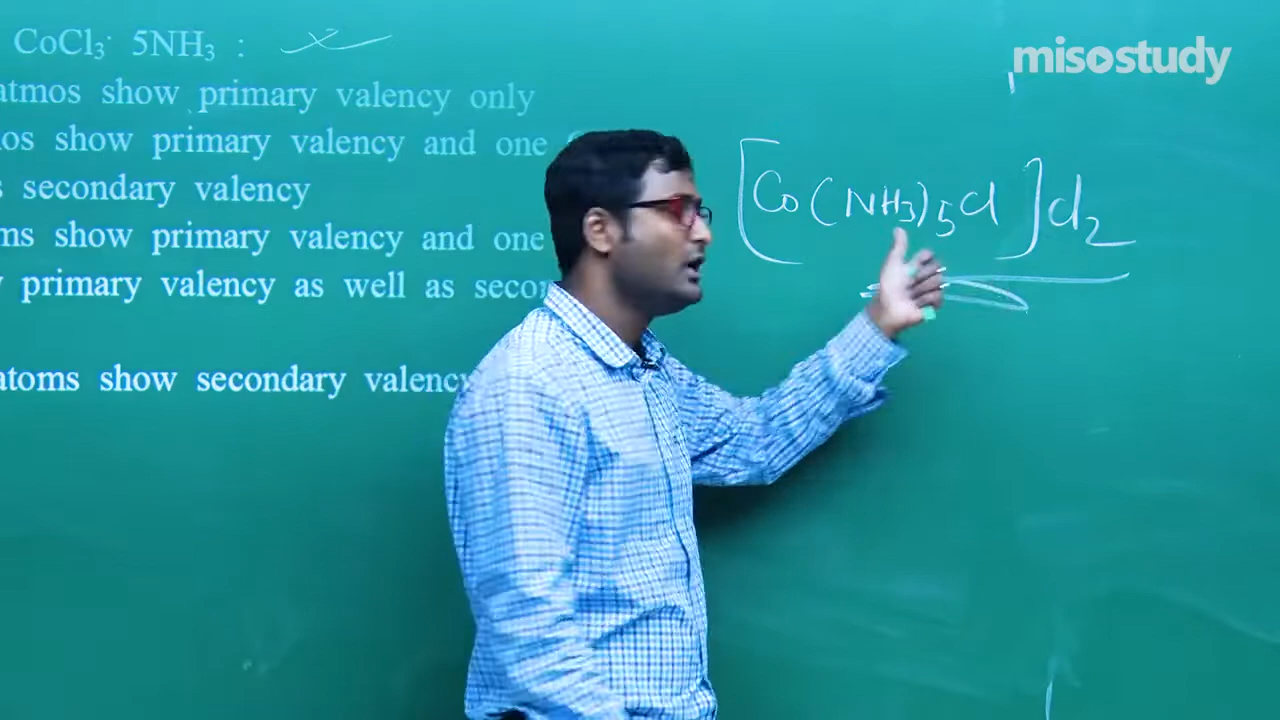 CoCl₃· 5NH₃ :
atmos show primary valency only
os show primary valency and one
s secondary valency
ms show primary valency and one
primary valency as well as secon
atoms show secondary valency
misostudy
[Co(NH₃)₅Cl]Cl₂